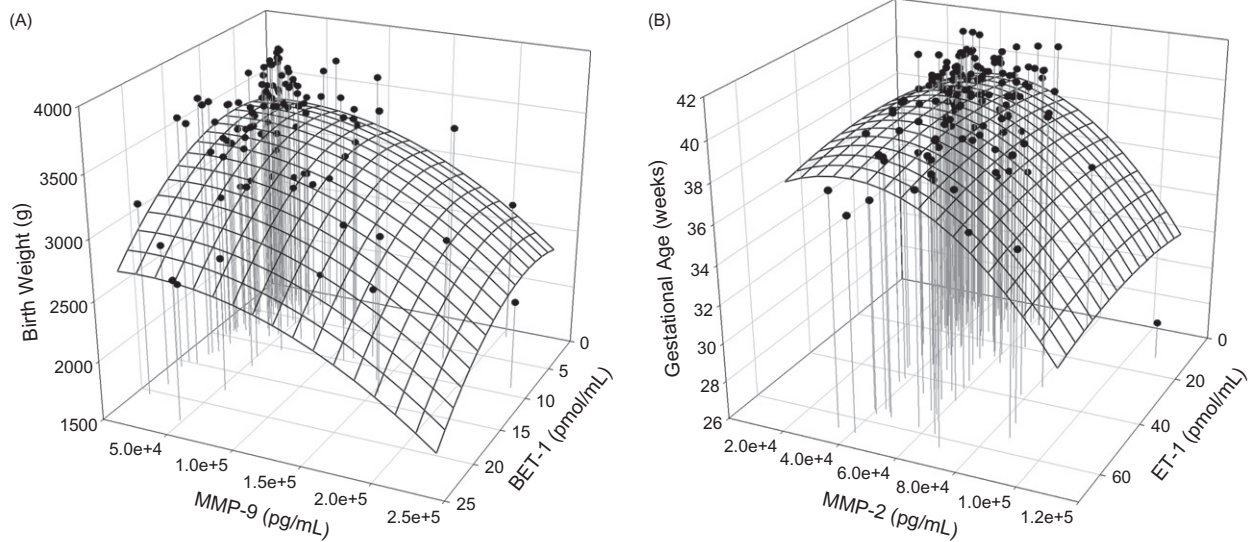 (A)
4000
3500
3000
2500
2000
1500
Birth Weight (g)
5.0e+4
1.0e+5
1.5e+5
2.0e+5
2.5e+5
MMP-9 (pg/mL)
0
5
10
15
20
25
BET-1 (pmol/mL)
(B)
42
40
38
36
34
32
30
28
26
Gestational Age (weeks)
2.0e+4
4.0e+4
6.0e+4
8.0e+4
1.0e+5
1.2e+5
MMP-2 (pg/mL)
0
20
40
60
ET-1 (pmol/mL)